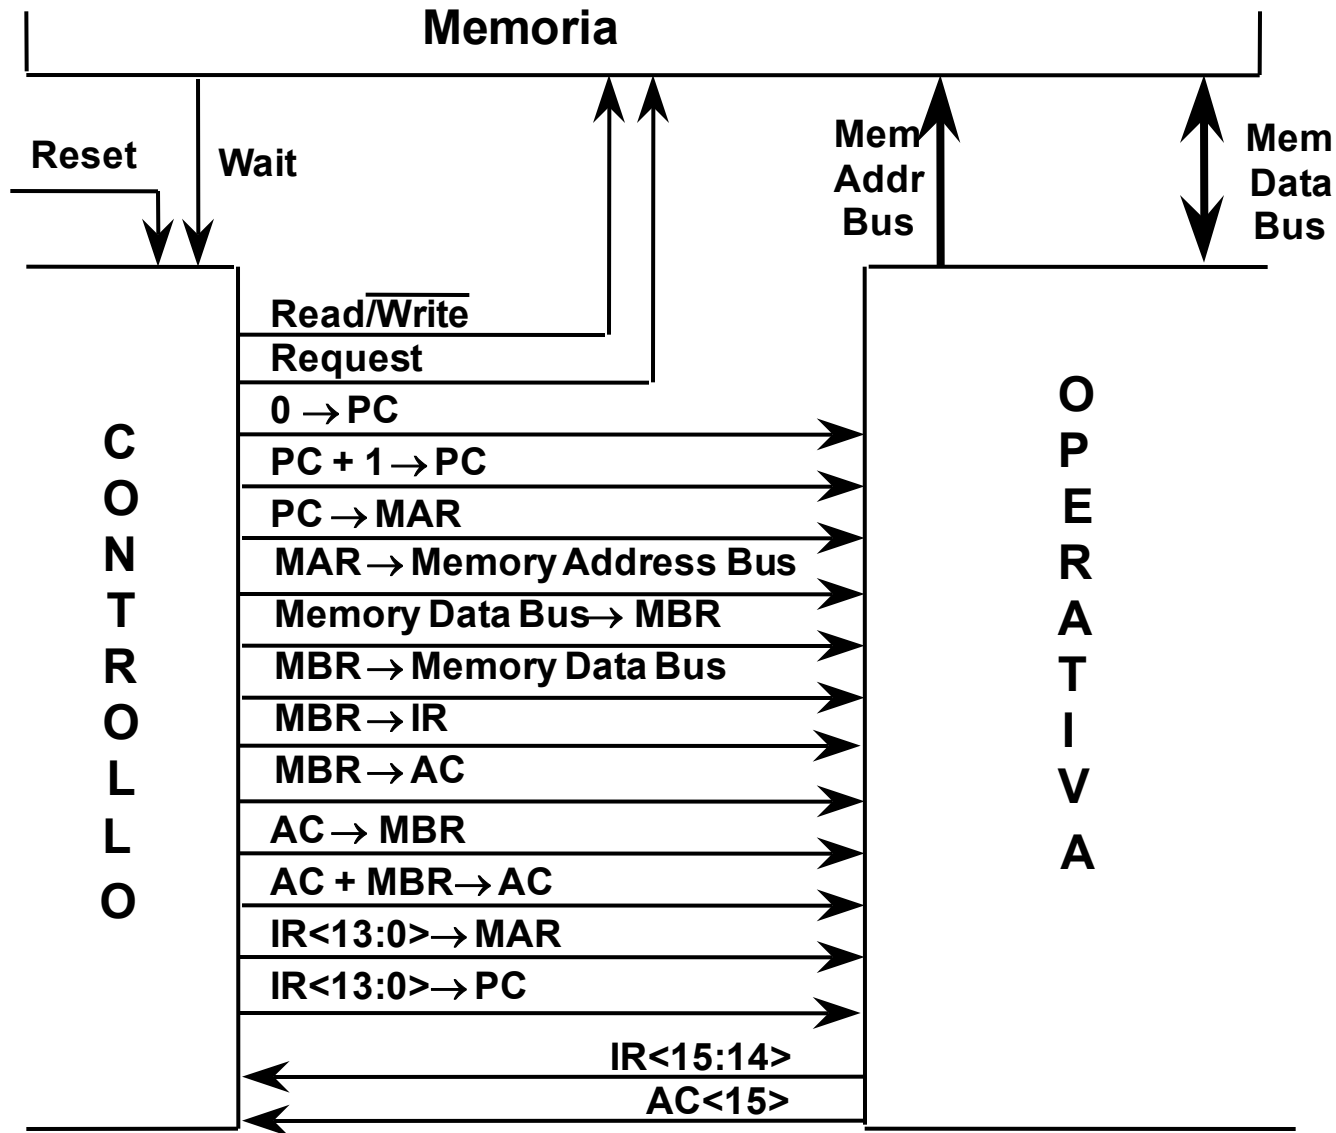 Memoria
Reset
Wait
Mem
Addr
Bus
Mem
Data
Bus
Read/Write
Request
0 → PC
PC + 1 → PC
PC → MAR
MAR → Memory Address Bus
Memory Data Bus → MBR
MBR → Memory Data Bus
MBR → IR
MBR → AC
AC → MBR
AC + MBR → AC
IR<13:0> → MAR
IR<13:0> → PC
IR<15:14>
AC<15>
CONTROLLO
OPERATIVA